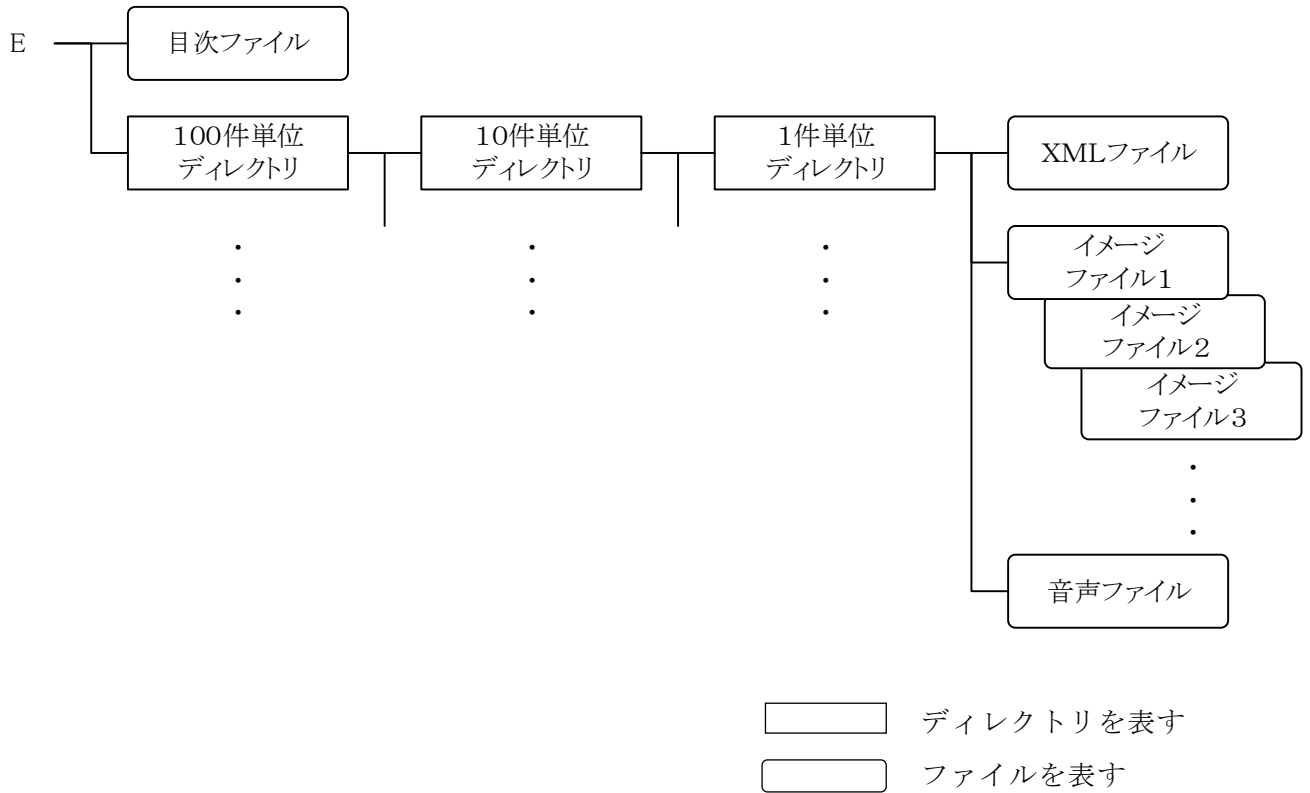 E
目次ファイル
100件単位
ディレクトリ
10件単位
ディレクトリ
1件単位
ディレクトリ
XMLファイル
イメージ
ファイル1
イメージ
ファイル2
イメージ
ファイル3
音声ファイル
ディレクトリを表す
ファイルを表す